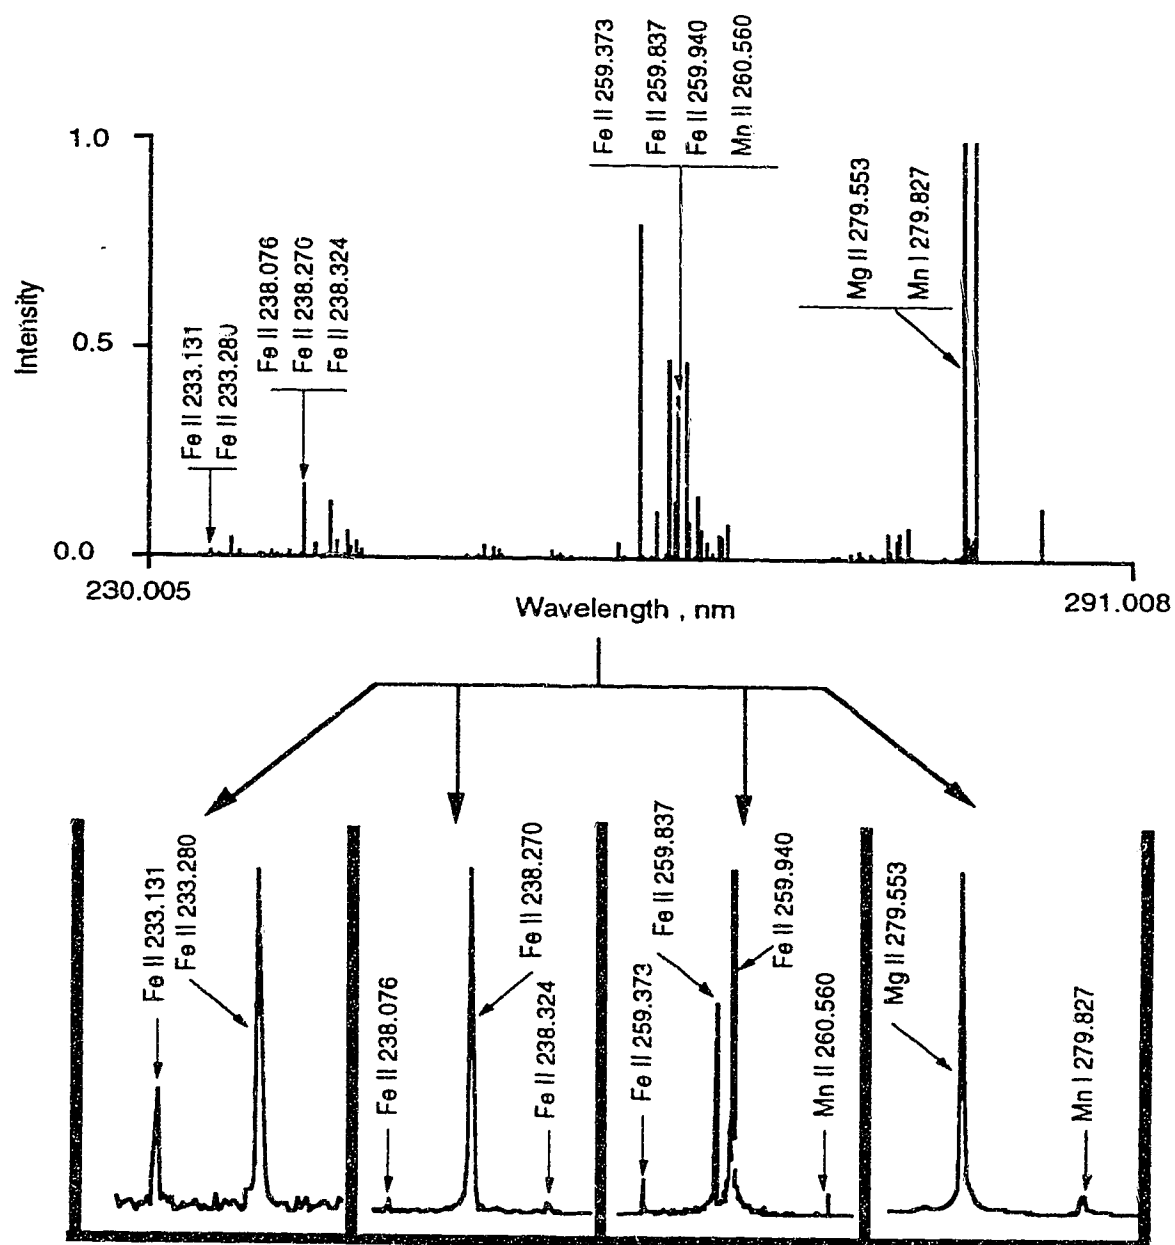 Fe II 259.373
Fe II 259.837
Fe II 259.940
Mn II 260.560
1.0
Mg II 279.553
Mn I 279.827
Fe II 238.076
Fe II 238.270
Fe II 238.324
Intensity
0.5
Fe II 233.131
Fe II 233.280
0.0
230.005
Wavelength , nm
291.008
Fe II 233.131
Fe II 233.280
Fe II 238.076
Fe II 238.270
Fe II 238.324
Fe II 259.373
Fe II 259.837
Fe II 259.940
Mn II 260.560
Mg II 279.553
Mn I 279.827